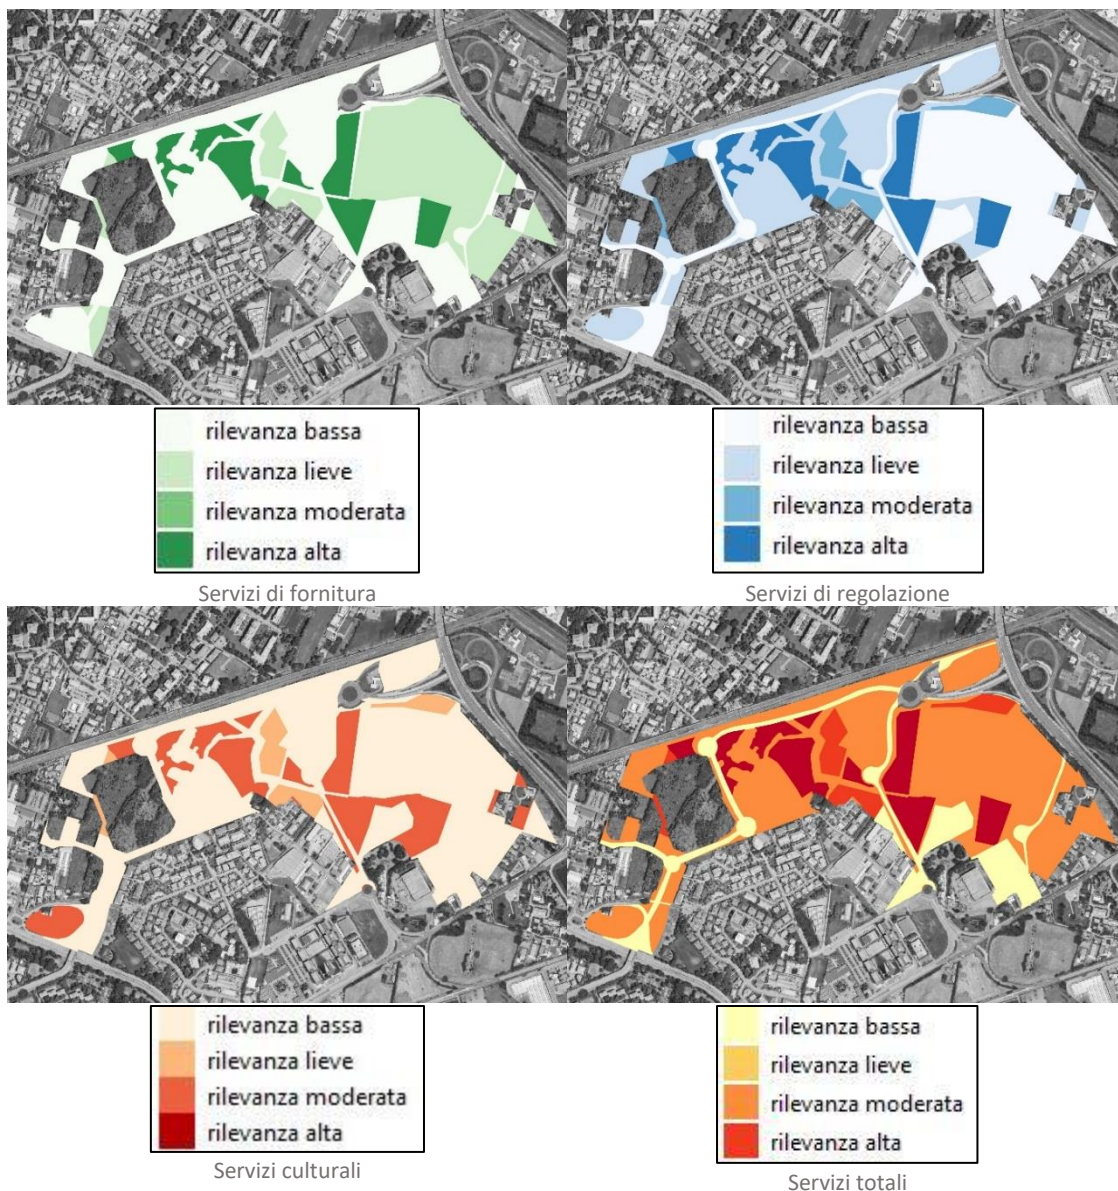 rilevanza bassa
rilevanza lieve
rilevanza moderata
rilevanza alta
Servizi di fornitura
rilevanza bassa
rilevanza lieve
rilevanza moderata
rilevanza alta
Servizi di regolazione
rilevanza bassa
rilevanza lieve
rilevanza moderata
rilevanza alta
Servizi culturali
rilevanza bassa
rilevanza lieve
rilevanza moderata
rilevanza alta
Servizi totali